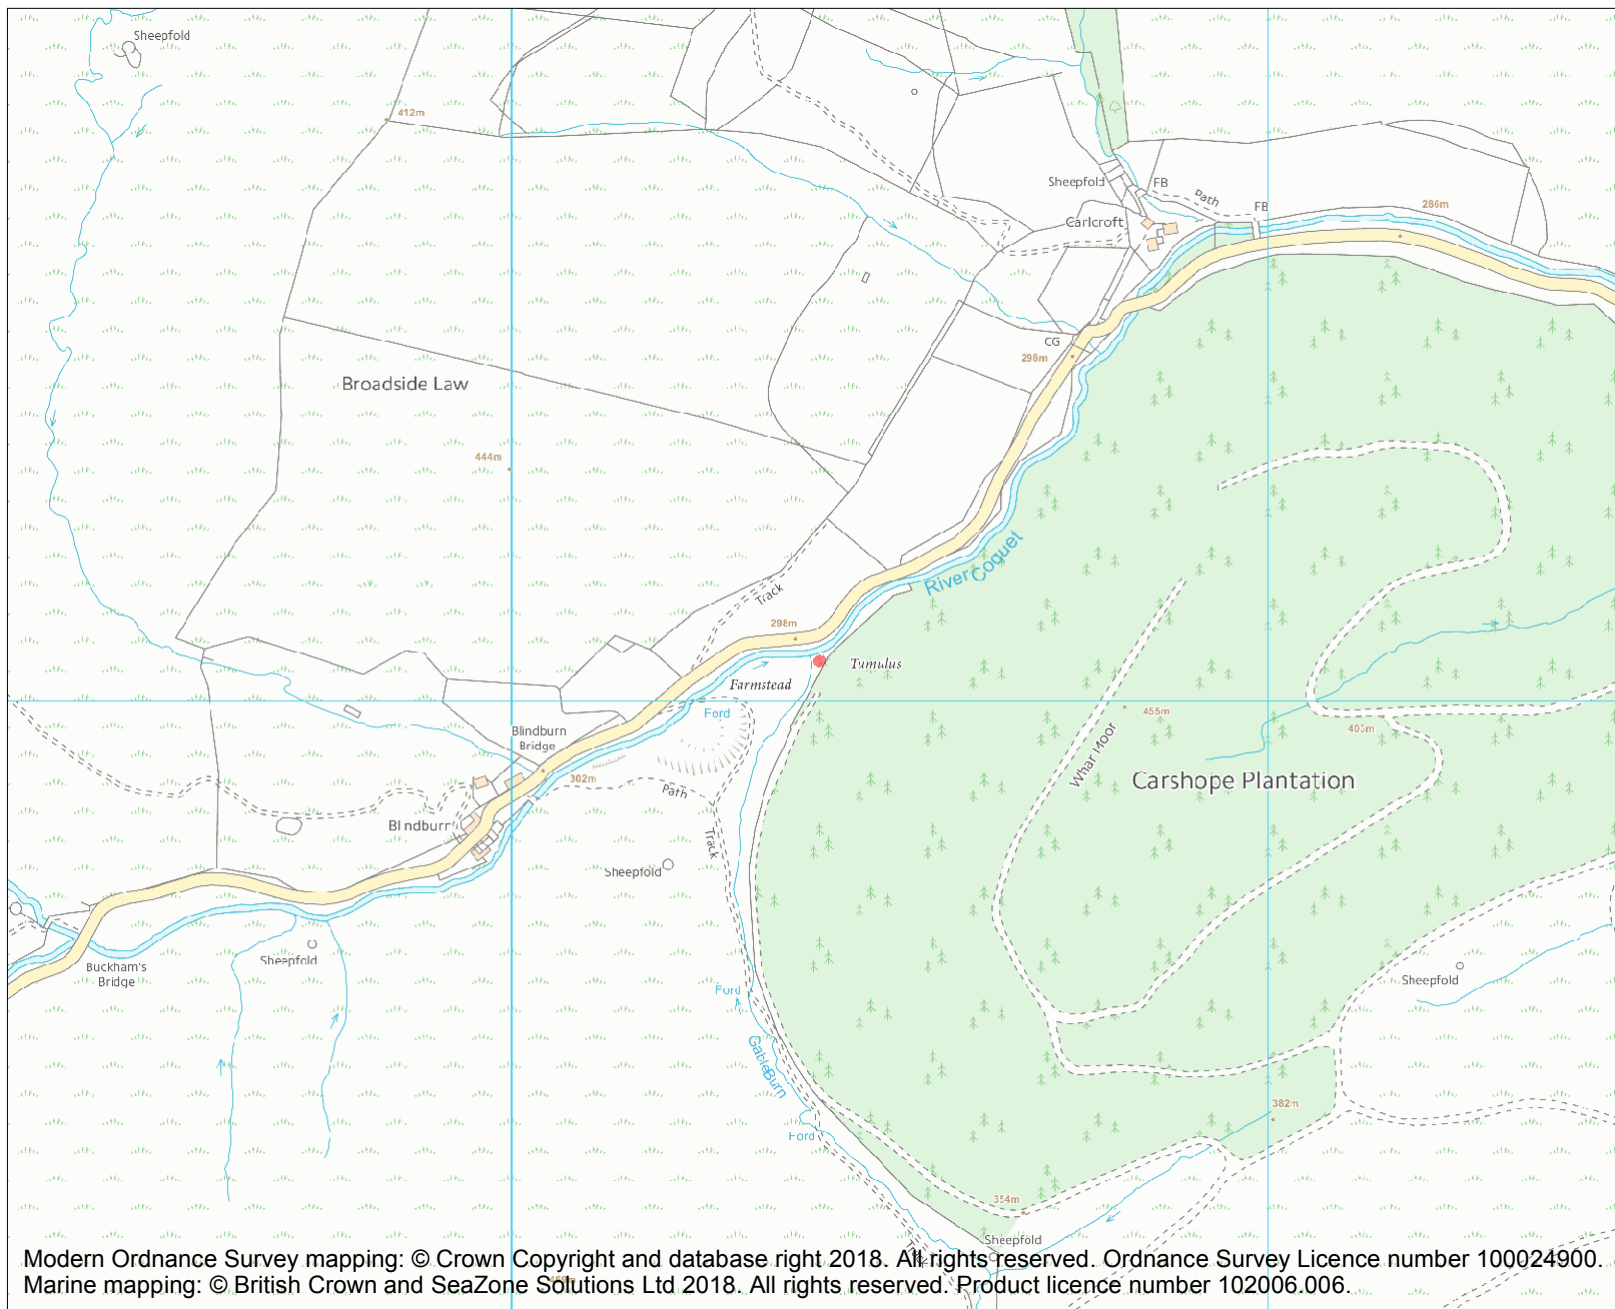 Sheepfold
412m
Sheepfold
FB
Path
FB
286m
Carlcroft
CG
298m
Broadside Law
444m
River Coquet
Track
298m
Tumulus
Farmstead
Ford
455m
403m
Whar Moor
Carshope Plantation
Blindburn
Bridge
302m
Path
Bl ndburn
Track
Sheepfold
Sheepfold
Buckham's
Bridge
Sheepfold
Ford
Gable Burn
Ford
382m
354m
Sheepfold
Modern Ordnance Survey mapping: © Crown Copyright and database right 2018. All rights reserved. Ordnance Survey Licence number 100024900.
Marine mapping: © British Crown and SeaZone Solutions Ltd 2018. All rights reserved. Product licence number 102006.006.